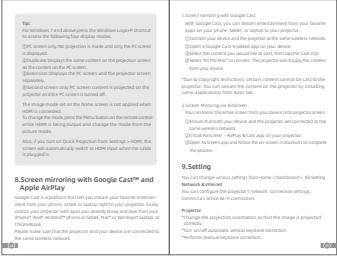 Tip:
For Windows 7 and above press the Windows Logo+P shortcut
to access the following four display modes.
①PC screen only: No projection is made and only the PC screen
is displayed.
②Duplicate: Displays the same content on the projection screen
as the content on the PC screen.
③Extension: Displays the PC screen and the projector screen
separately.
④Second screen only: PC screen content is projected on the
projector and the PC screen is turned off.
The image mode set on the home screen is not applied when
HDMI is connected.
To change the mode, press the Menu button on the remote control
while HDMI is being output and change the mode from the
picture mode.
Also, if you turn on Quick Projection from Settings > HDMI, the
screen will automatically switch to HDMI input when the cable
is plugged in.
8.Screen mirroring with Google Cast™ and
Apple AirPlay
Google Cast is a platform that lets you stream your favorite entertain-
ment from your phone, tablet or laptop right to your projector. Easily
control your projector with apps you already know and love from your
iPhone®, iPad®, Android™ phone or tablet, Mac® or Windows® laptop, or
Chromebook.
Please make sure that the projector and your device are connected to
the same wireless network.
1.Screen mirroring with Google Cast
With Google Cast, you can stream entertainment from your favorite
apps on your phone, tablet, or laptop to your projector.
①Connect your device and the projector to the same wireless network.
②Open a Google Cast-enabled app on your device.
③Select the content you would like to cast, then tap the Cast icon.
④Select
The projector will display the content
from your device.
*Due to copyright restrictions, certain content cannot be cast to the
projector. You can stream the content on the projector by installing
same applications from Apps tab.
2.Screen Mirroring via AirScreen
You can mirror the entire screen from your device onto projector screen.
①Ensure that both your device and the projector are connected to the
same wireless network.
②Install AirScreen - AirPlay & Cast app on your projector.
③Open AirScreen app and follow the on-screen instruction to complete
the process.
9.Setting
You can change various settings from Home > Dashboard > All Setting.
Network & Internet
You can configure the projector's network connection settings.
Connect an active Wi-Fi connection.
Projector
*Change the projection orientation so that the image is projected
correctly.
*Turn on/off automatic vertical keystone correction.
*Performs manual keystone correction.